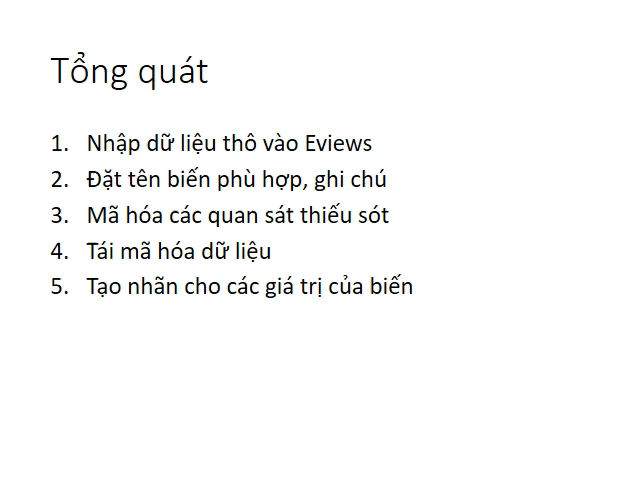 Tổng quát
1. Nhập dữ liệu thô vào Eviews
2. Đặt tên biến phù hợp, ghi chú
3. Mã hóa các quan sát thiếu sót
4. Tái mã hóa dữ liệu
5. Tạo nhãn cho các giá trị của biến